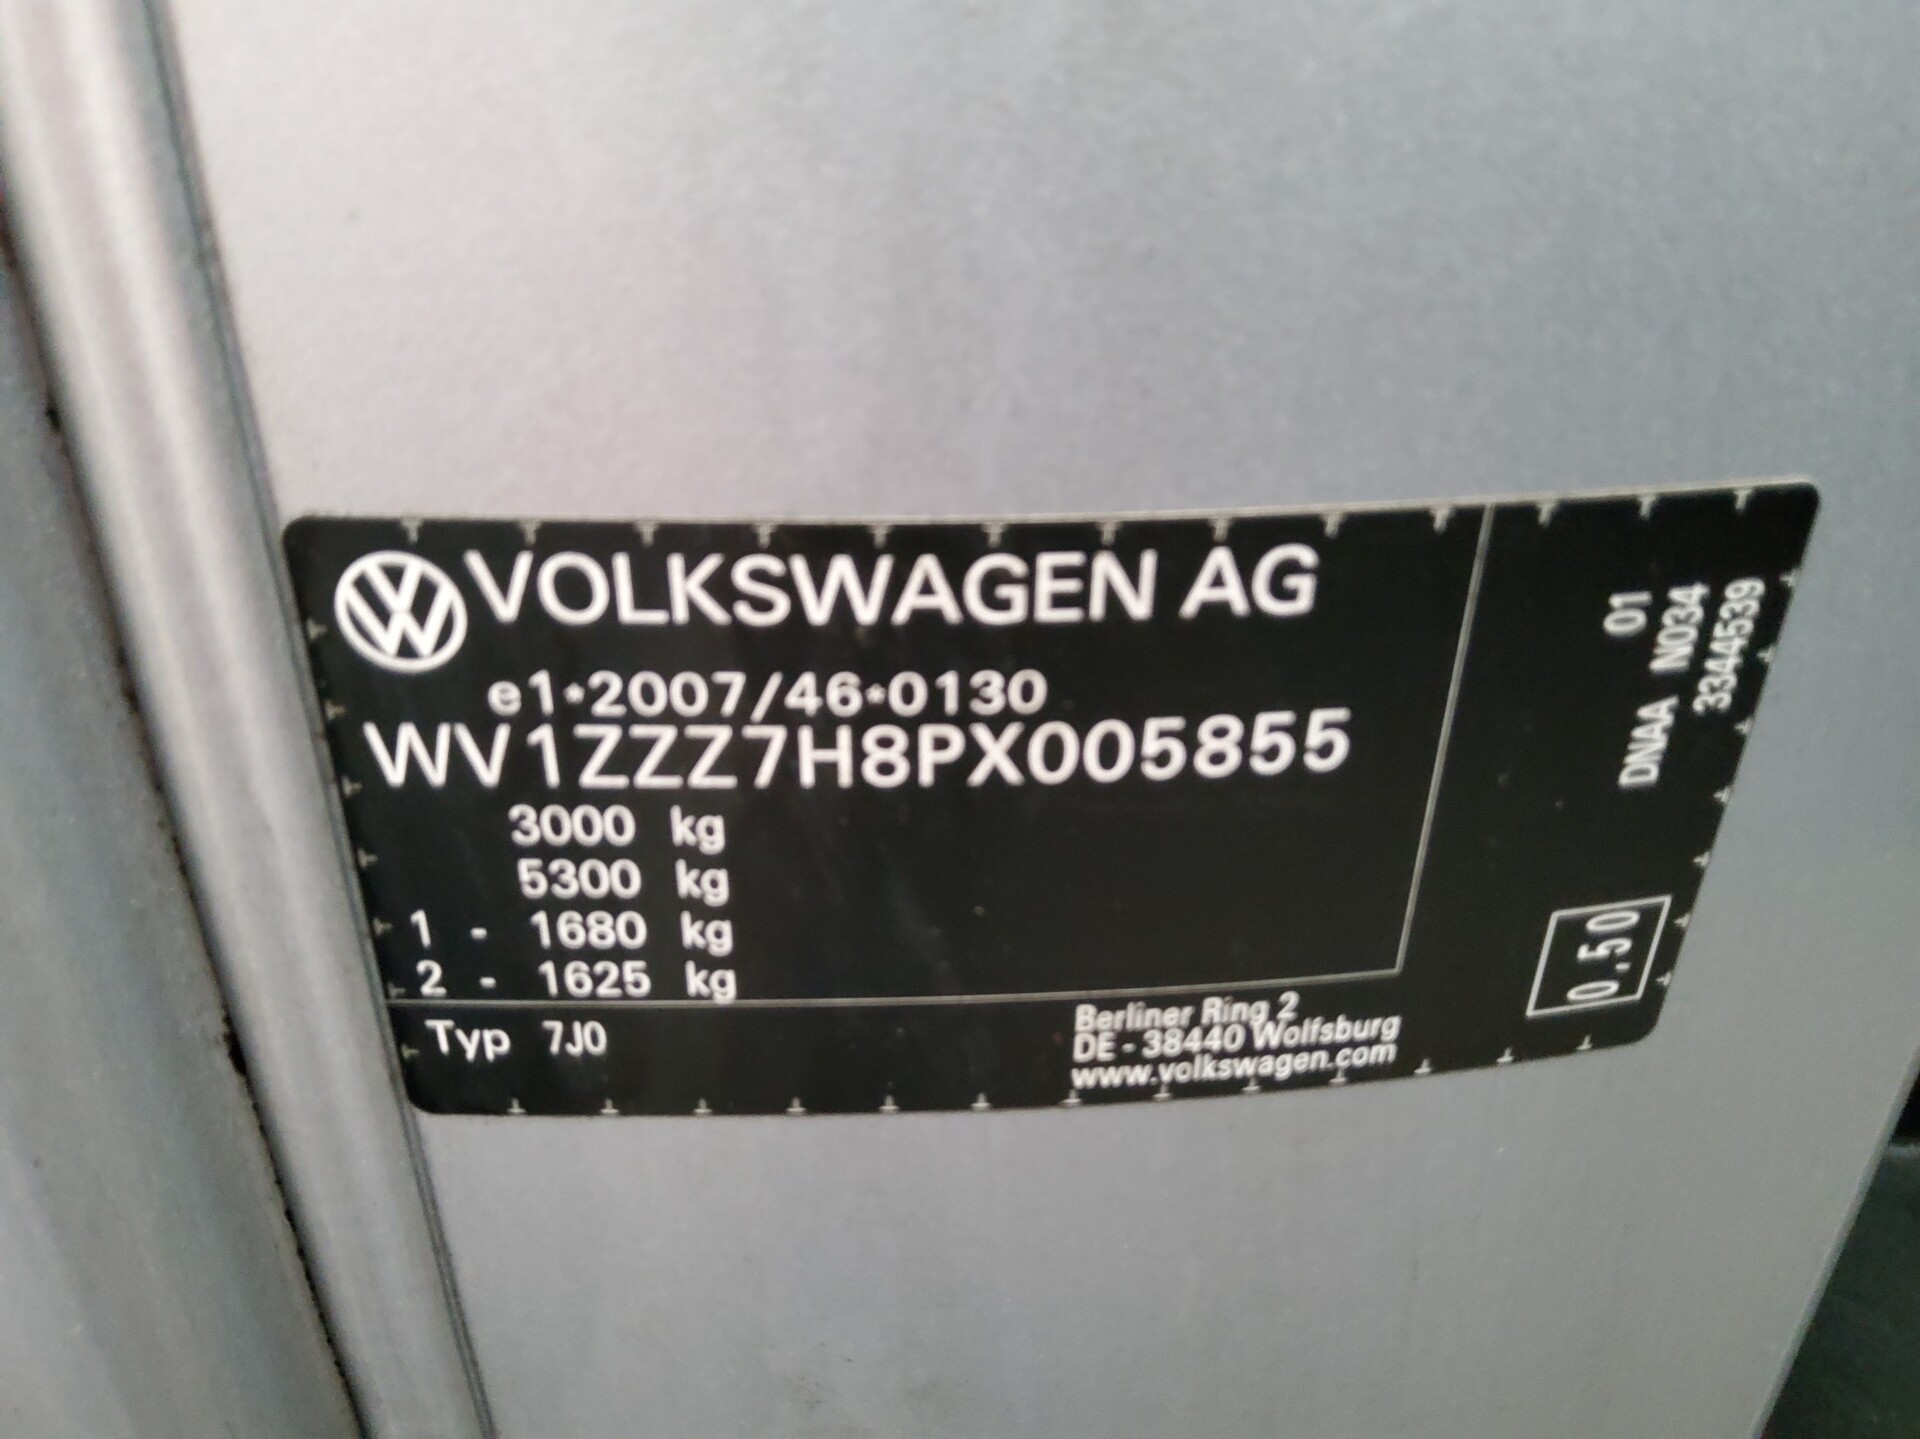 VOLKSWAGEN AG
e1*2007/46*0130
WV1ZZZ7H8PX005855
3000 kg
5300 kg
1 - 1680 kg
2 - 1625 kg
Typ 7J0
Berliner Ring 2
DE - 38440 Wolfsburg
www.volkswagen.com
01
DNAA N034
3344539
0,50